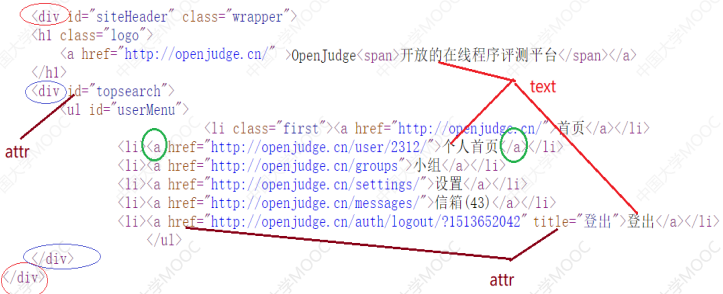 <div id="siteHeader" class="wrapper">
<h1 class="logo">
<a href="http://openjudge.cn/" >OpenJudge<span>开放的在线程序评测平台</span></a>
</h1>
<div id="topsearch">
text
<ul id="userMenu">
<li class="first"><a href="http://openjudge.cn/">首页</a></li>
attr
<li><a href="http://openjudge.cn/user/2312/">个人首页</a></li>
<li><a href="http://openjudge.cn/groups">小组</a></li>
<li><a href="http://openjudge.cn/settings/">设置</a></li>
<li><a href="http://openjudge.cn/messages/">信箱(43)</a></li>
<li><a href="http://openjudge.cn/auth/logout/?1513652042" title="登出">登出</a></li>
</ul>
</div>
attr
</div>
中国大学MOOC